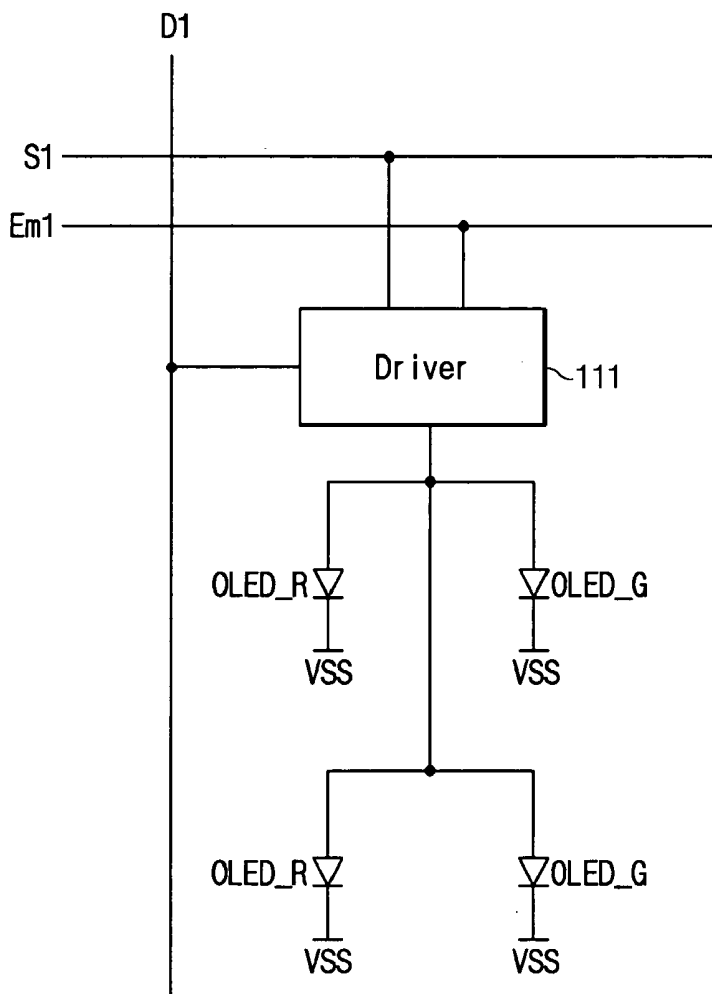 D1
S1
Em1
Driver
111
OLED_R
OLED_G
VSS
VSS
OLED_R
OLED_G
VSS
VSS